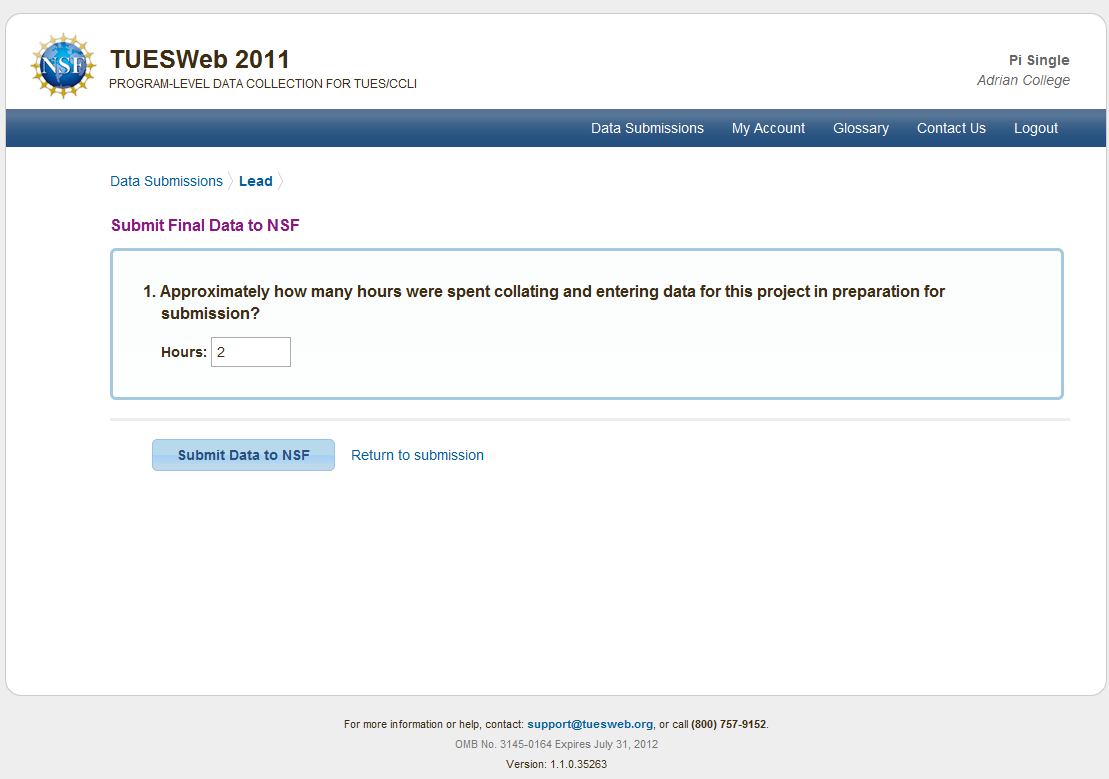 NSF
TUESWeb 2011
PROGRAM-LEVEL DATA COLLECTION FOR TUES/CCLI
Pi Single
Adrian College
Data Submissions My Account Glossary Contact Us Logout
Data Submissions Lead
Submit Final Data to NSF
1. Approximately how many hours were spent collating and entering data for this project in preparation for
submission?
Hours: 2
Submit Data to NSF Return to submission
For more information or help, contact: support@tuesweb.org, or call (800) 757-9152.
OMB No. 3145-0164 Expires July 31, 2012
Version: 1.1.0.35263